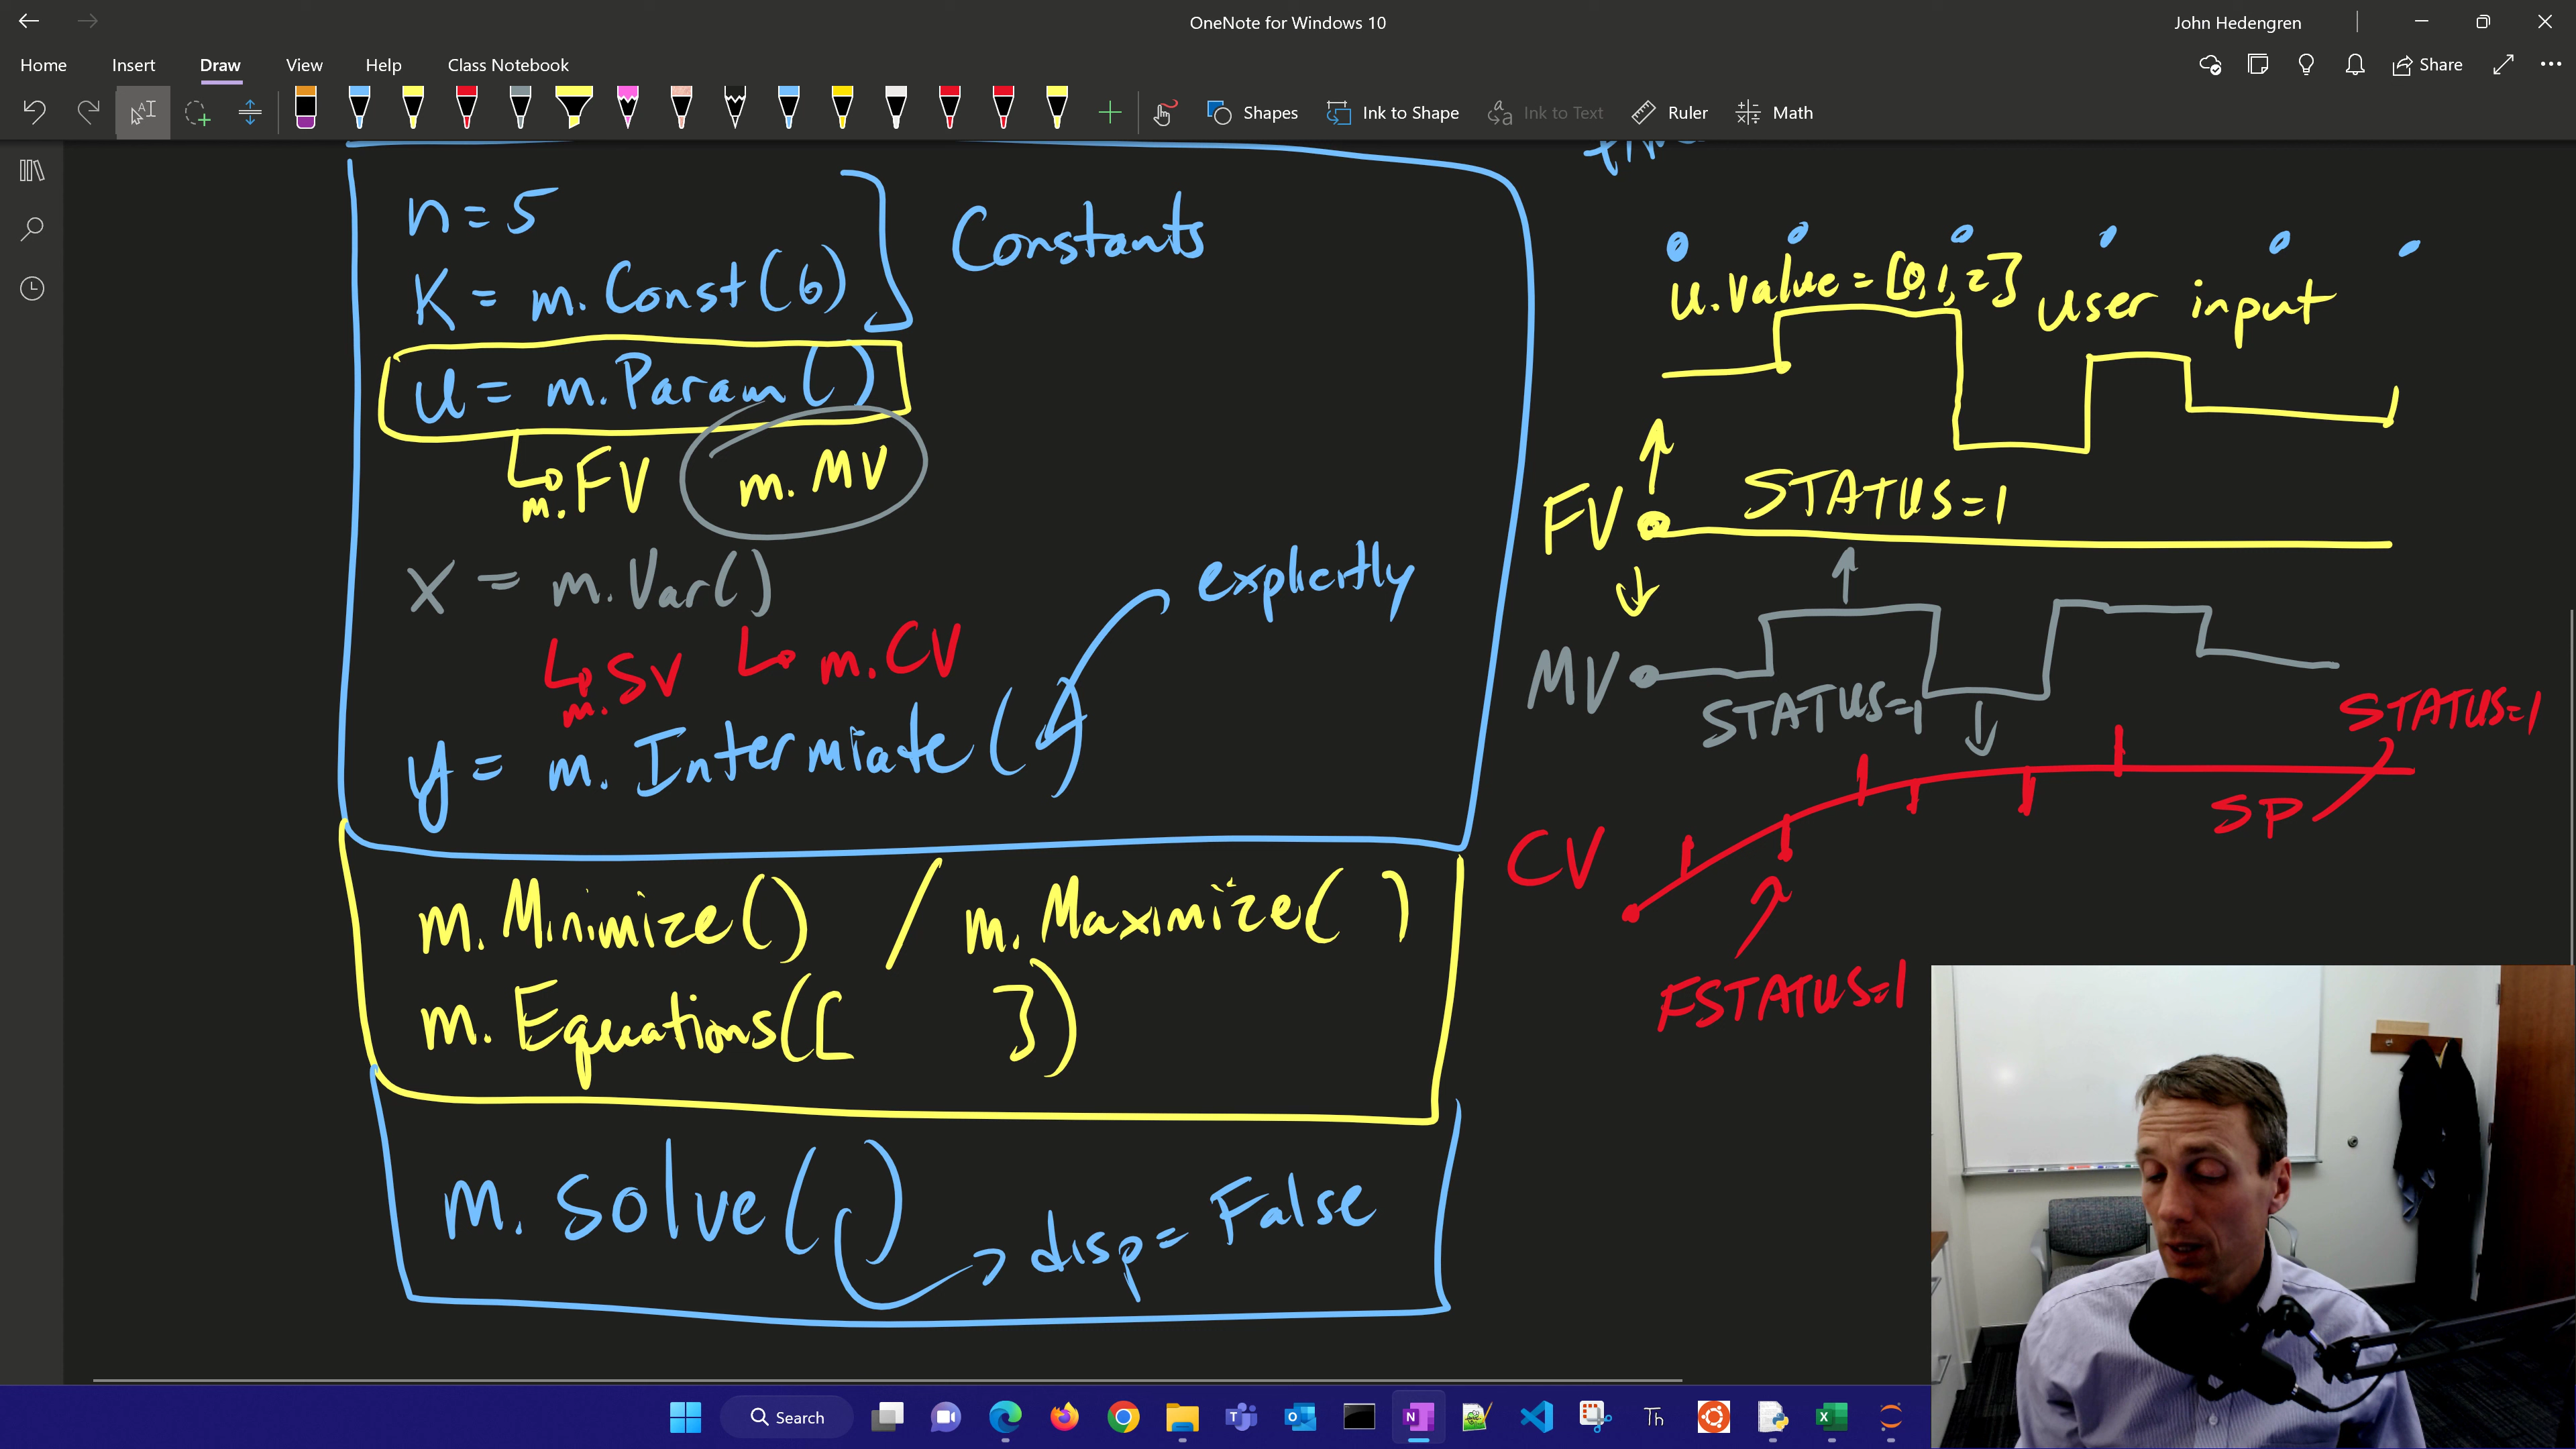 OneNote for Windows 10
John Hedengren
Home Insert Draw View Help Class Notebook
Share
Shapes Ink to Shape Ink to Text Ruler Math
n = 5
K = m. Const(6)
Constants
u = m. Param( )
m. FV
m. MV
x = m. Var( )
m. SV
m. CV
explicitly
y = m. Intermiate ( )
m. Minimize( ) / m. Maximize( )
m. Equations([ ])
m. solve( )
disp = False
u.value = [0,1,2] user input
FV
STATUS=1
MV
STATUS=1
STATUS=1
SP
CV
FSTATUS=1
Search
Th